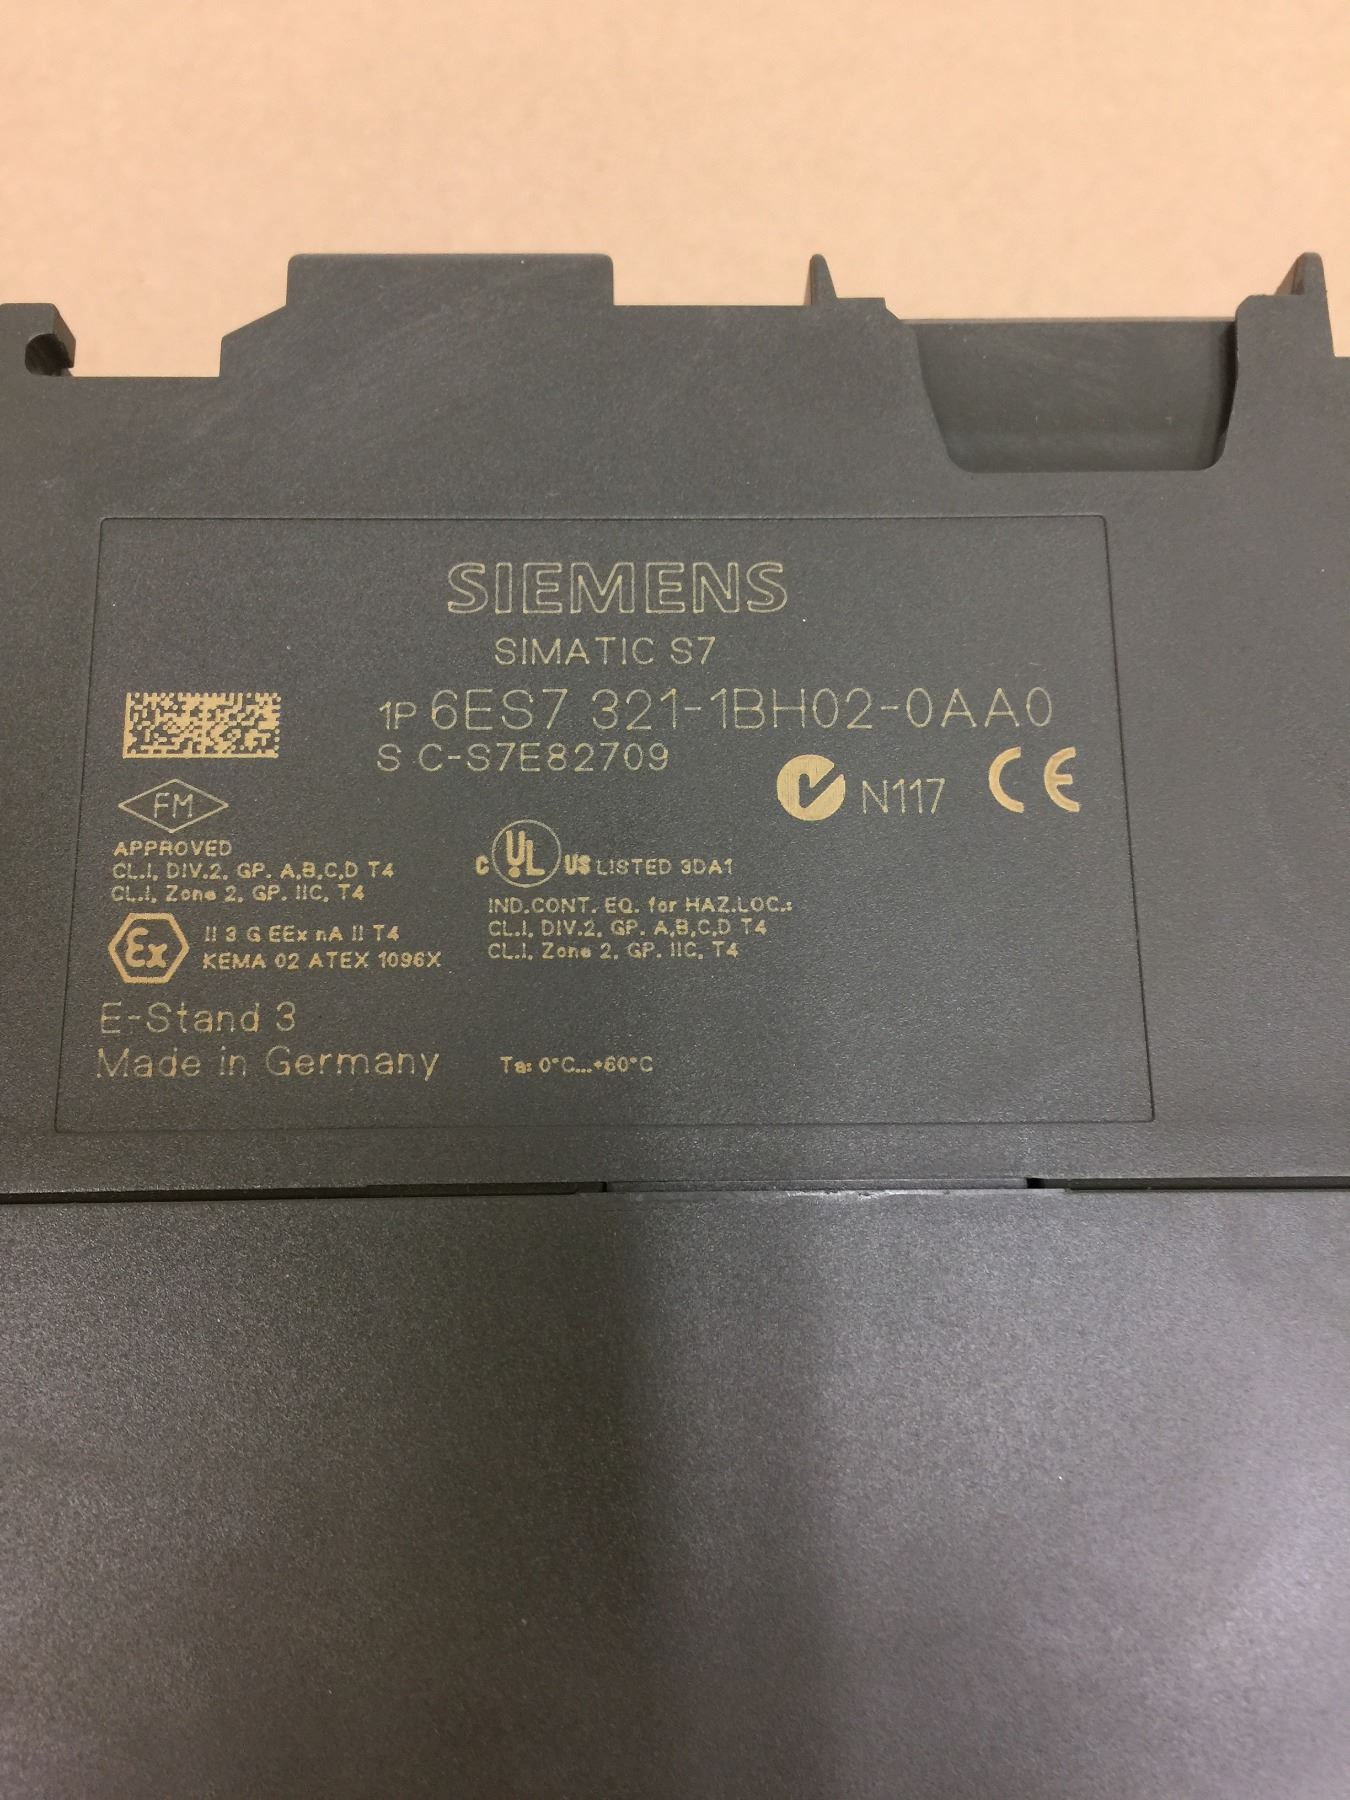 SIEMENS
SIMATIC S7
1P 6ES7 321-1BH02-0AA0
S C-S7E82709
N117 CE
FM
APPROVED
CL.I, DIV.2, GP. A,B,C,D T4
CL.I, Zone 2, GP. IIC, T4
C UL US LISTED 3DA1
IND.CONT. EQ. for HAZ.LOC.:
CL.I, DIV.2, GP. A,B,C,D T4
CL.I, Zone 2, GP. IIC, T4
Ex II 3 G EEx nA II T4
KEMA 02 ATEX 1096X
E-Stand 3
Made in Germany
Ta: 0°C...+60°C